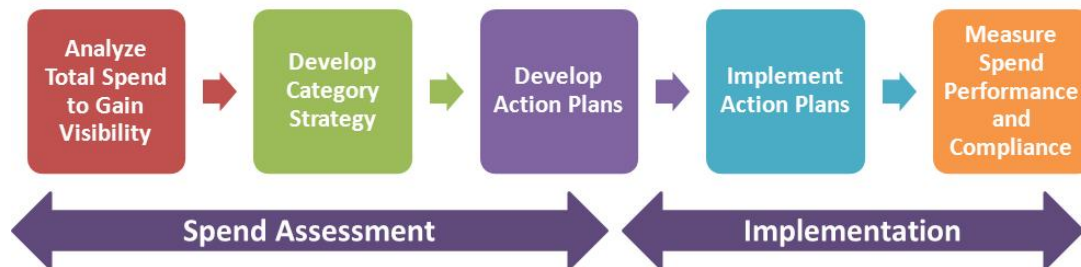 Analyze
Total Spend
to Gain
Visibility
Develop
Category
Strategy
Develop
Action Plans
Implement
Action Plans
Measure
Spend
Performance
and
Compliance
Spend Assessment
Implementation